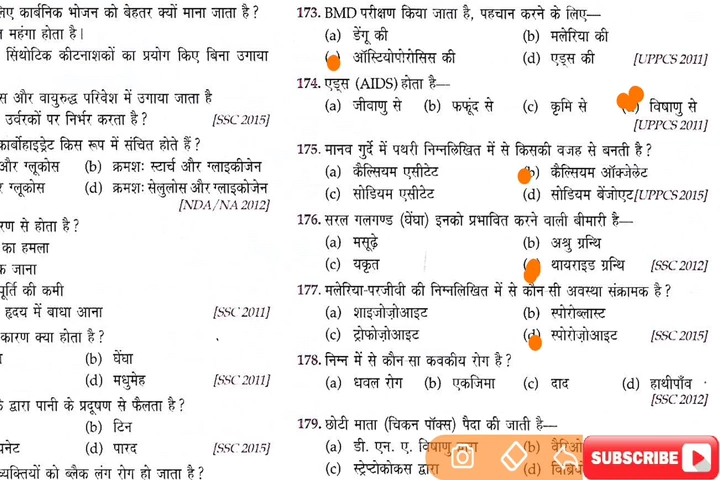 लिए कार्बनिक भोजन को बेहतर क्यों माना जाता है ?
महंगा होता है।
सिंथेटिक कीटनाशकों का प्रयोग किए बिना उगाया
स और वायुरुद्ध परिवेश में उगाया जाता है
उर्वरकों पर निर्भर करता है ? [SSC 2015]
कार्बोहाइड्रेट किस रूप में संचित होते हैं ?
और ग्लूकोस (b) क्रमशः स्टार्च और ग्लाइकोजेन
ग्लूकोस (d) क्रमशः सेलुलोस और ग्लाइकोजेन
[NDA/NA 2012]
रण से होता है ?
का हमला
जाना
पूर्ति की कमी
हृदय में बाधा आना [SSC 2011]
कारण क्या होता है ?
(b) घेंघा
(d) मधुमेह [SSC 2011]
के द्वारा पानी के प्रदूषण से फैलता है ?
(b) टिन
(d) पारद [SSC 2015]
व्यक्तियों को ब्लैक लंग रोग हो जाता है ?
173. BMD परीक्षण किया जाता है, पहचान करने के लिए—
(a) डेंगू की (b) मलेरिया की
ऑस्टियोपोरोसिस की (d) एड्स की [UPPCS 2011]
174. एड्स (AIDS) होता है—
(a) जीवाणु से (b) फफूंद से (c) कृमि से विषाणु से
[UPPCS 2011]
175. मानव गुर्दे में पथरी निम्नलिखित में से किसकी वजह से बनती है ?
(a) कैल्सियम एसीटेट (b) कैल्सियम ऑक्जेलेट
(c) सोडियम एसीटेट (d) सोडियम बेंजोएट[UPPCS 2015]
176. सरल गलगण्ड (घेंघा) इनको प्रभावित करने वाली बीमारी है—
(a) मसूढ़े (b) अश्रु ग्रन्थि
(c) यकृत थायराइड ग्रन्थि [SSC 2012]
177. मलेरिया-परजीवी की निम्नलिखित में से कौन सी अवस्था संक्रामक है ?
(a) शाइजोज़ोआइट (b) स्पोरोब्लास्ट
(c) ट्रोफोज़ोआइट (d) स्पोरोज़ोआइट [SSC 2015]
178. निम्न में से कौन सा कवकीय रोग है ?
(a) धवल रोग (b) एक्जिमा (c) दाद (d) हाथीपाँव
[SSC 2012]
179. छोटी माता (चिकन पॉक्स) पैदा की जाती है—
(a) डी. एन. ए. विषाणु द्वारा (b)
(c) स्ट्रेप्टोकोकस द्वारा (d)
SUBSCRIBE